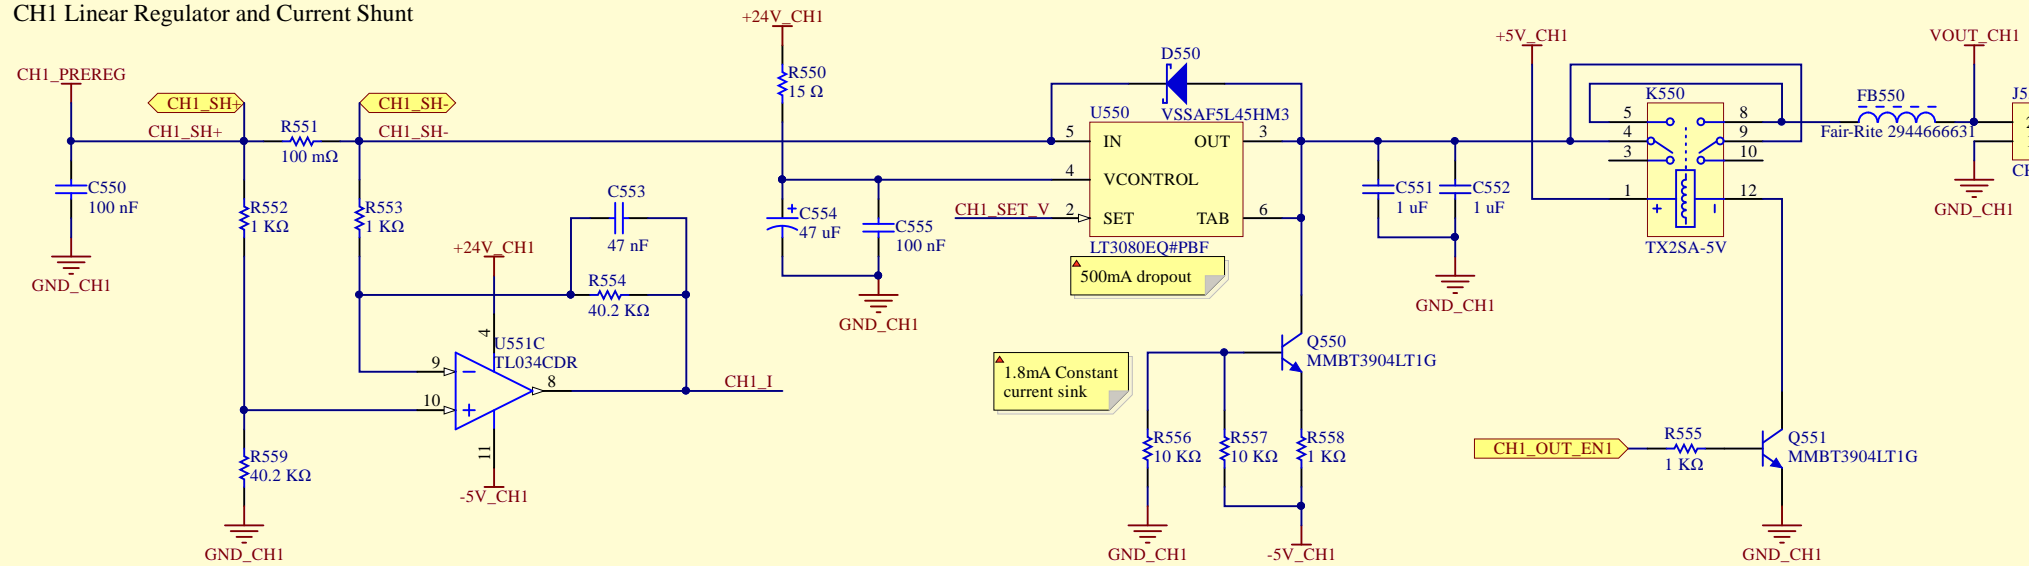 CH1 Linear Regulator and Current Shunt
CH1_PREREG
CH1_SH+
CH1_SH+
C550
100 nF
GND_CH1
R551
100 mΩ
CH1_SH-
CH1_SH-
R552
1 KΩ
R553
1 KΩ
C553
47 nF
R554
40.2 KΩ
+24V_CH1
4
U551C
TL034CDR
9
10
8
11
-5V_CH1
CH1_I
R559
40.2 KΩ
GND_CH1
+24V_CH1
R550
15 Ω
C554
47 uF
C555
100 nF
GND_CH1
CH1_SET_V
D550
VSSAF5L45HM3
U550
5
IN
OUT
3
4
VCONTROL
2
SET
TAB
6
LT3080EQ#PBF
500mA dropout
1.8mA Constant
current sink
Q550
MMBT3904LT1G
R556
10 KΩ
R557
10 KΩ
R558
1 KΩ
GND_CH1
-5V_CH1
C551
1 uF
C552
1 uF
GND_CH1
+5V_CH1
K550
5
4
3
1
8
9
10
12
TX2SA-5V
CH1_OUT_EN1
R555
1 KΩ
Q551
MMBT3904LT1G
GND_CH1
FB550
Fair-Rite 2944666631
VOUT_CH1
GND_CH1